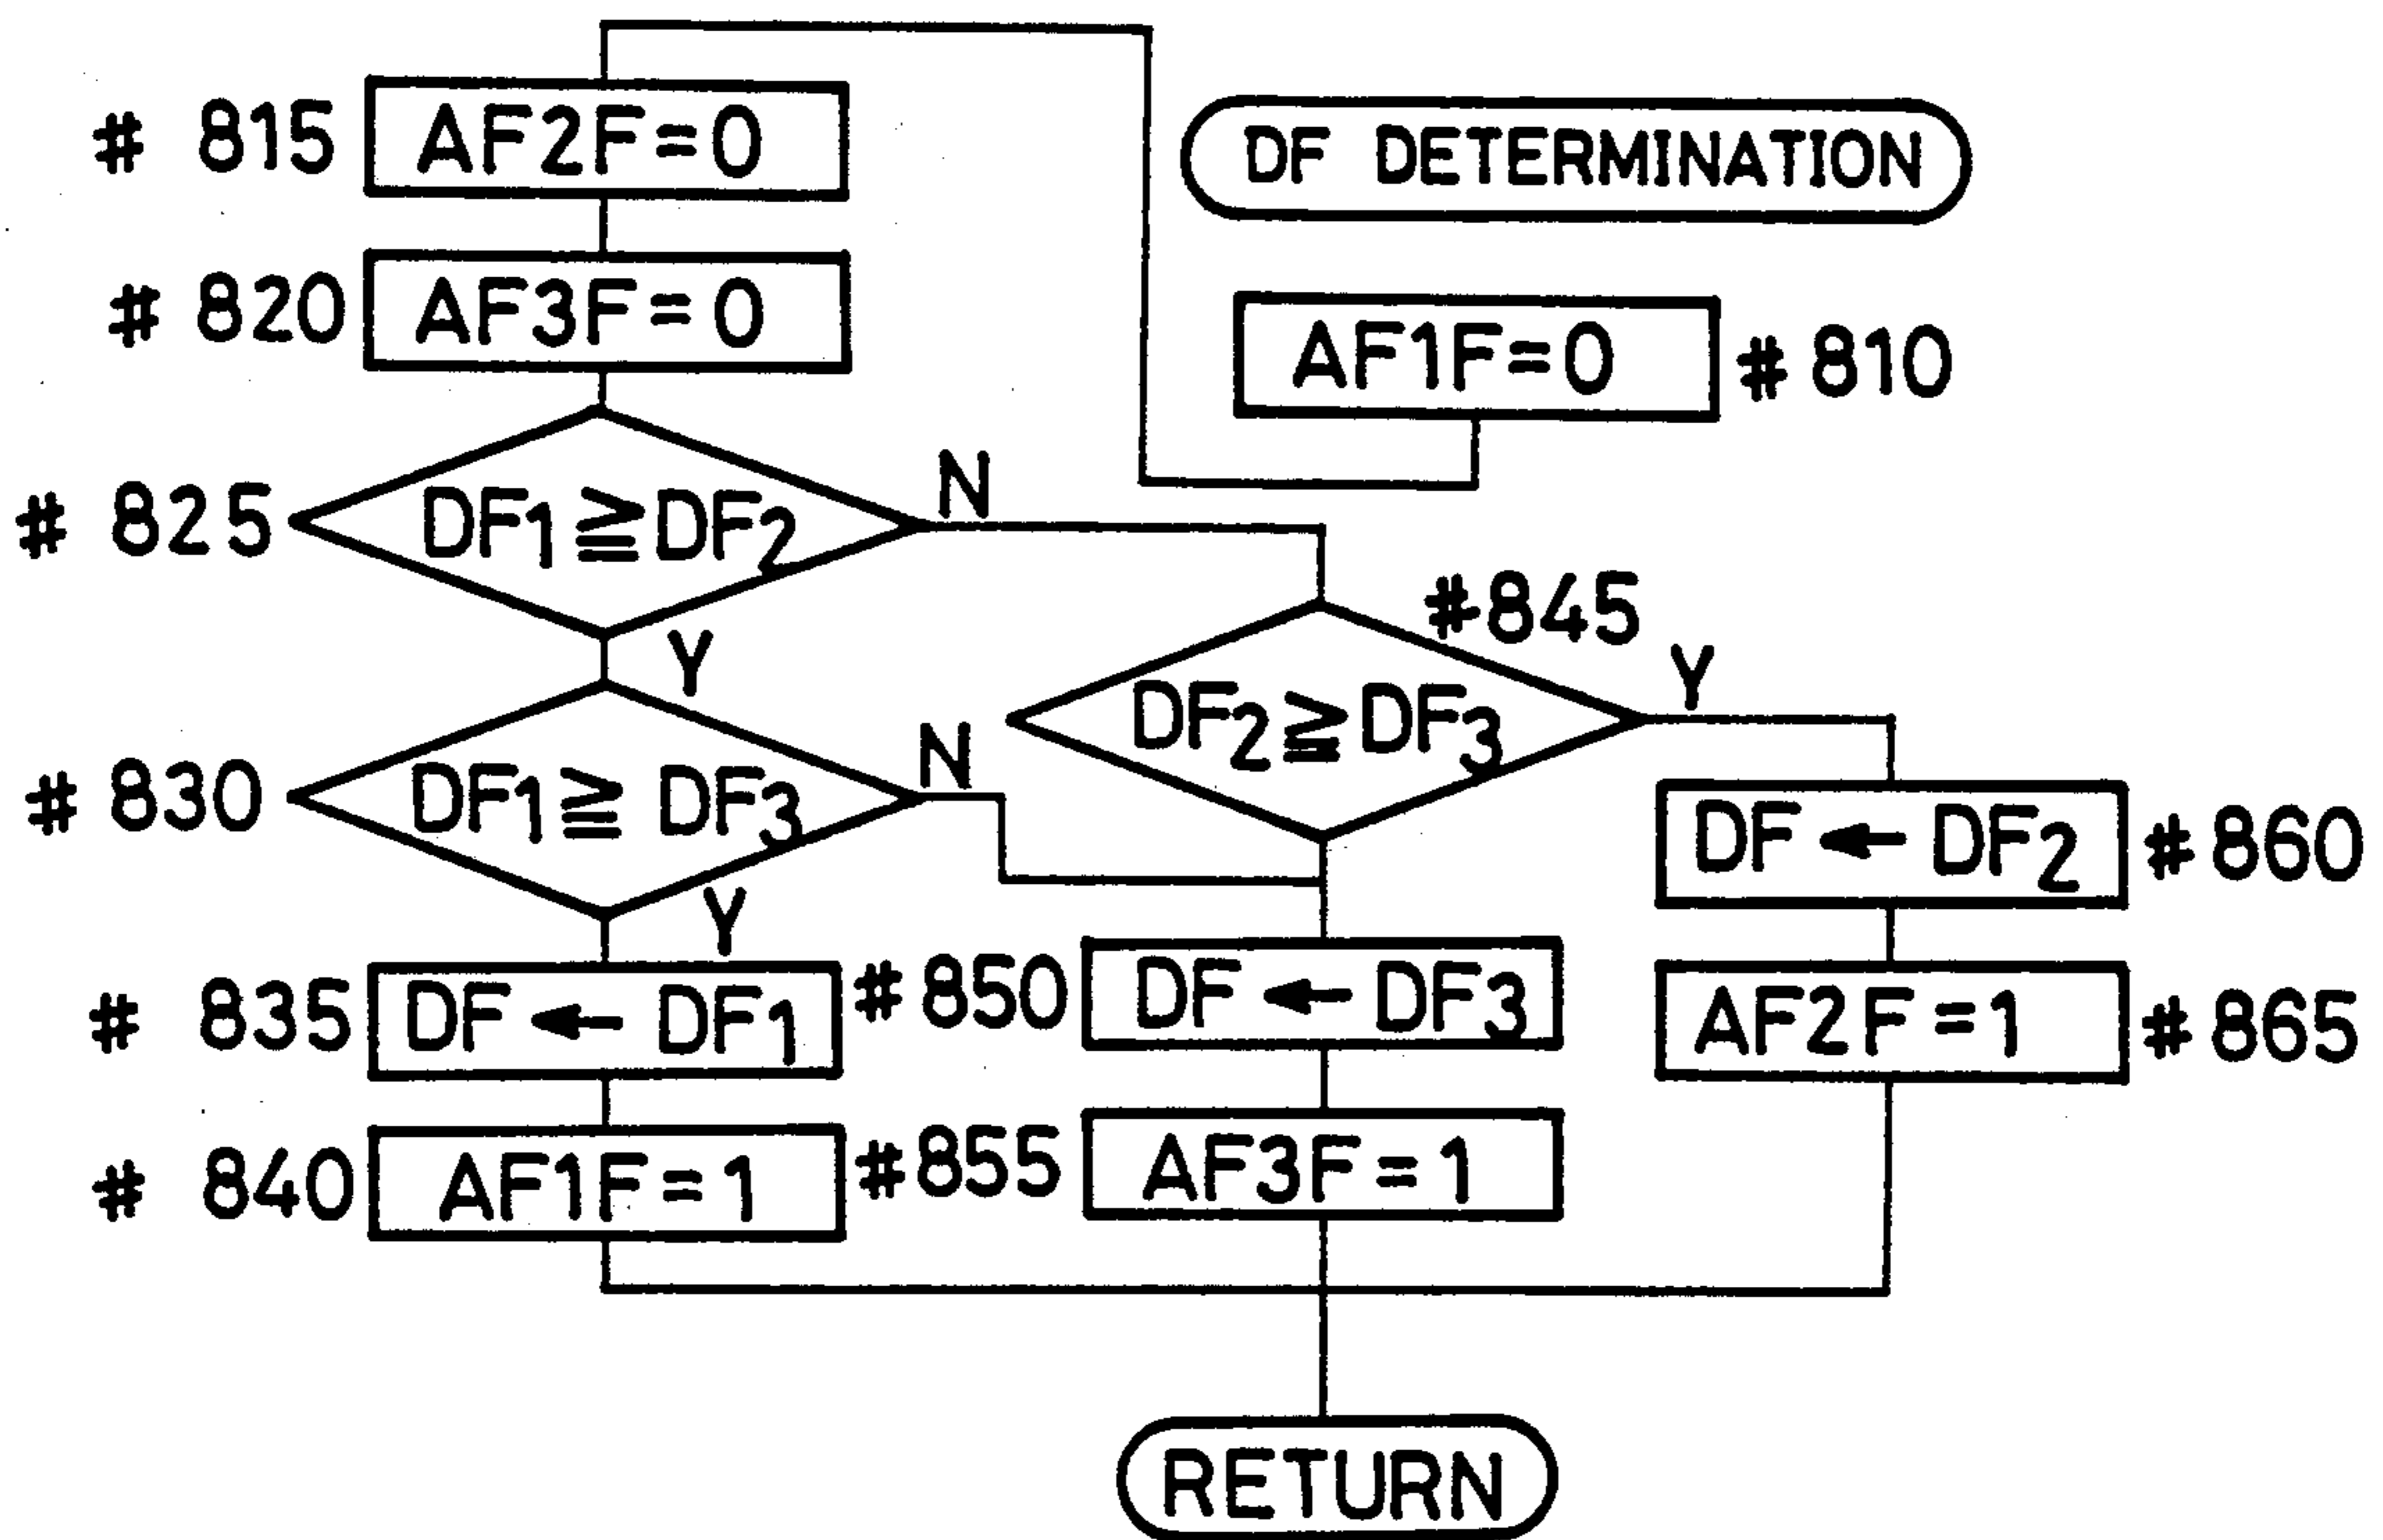 DF DETERMINATION
AF1F=0 #810
# 815 AF2F=0
# 820 AF3F=0
# 825 DF1≧DF2
N
Y
# 830 DF1≧DF3
N
Y
# 835 DF ← DF1
# 840 AF1F=1
#845
DF2≧DF3
Y
#850 DF ← DF3
#855 AF3F=1
DF ← DF2 #860
AF2F=1 #865
RETURN